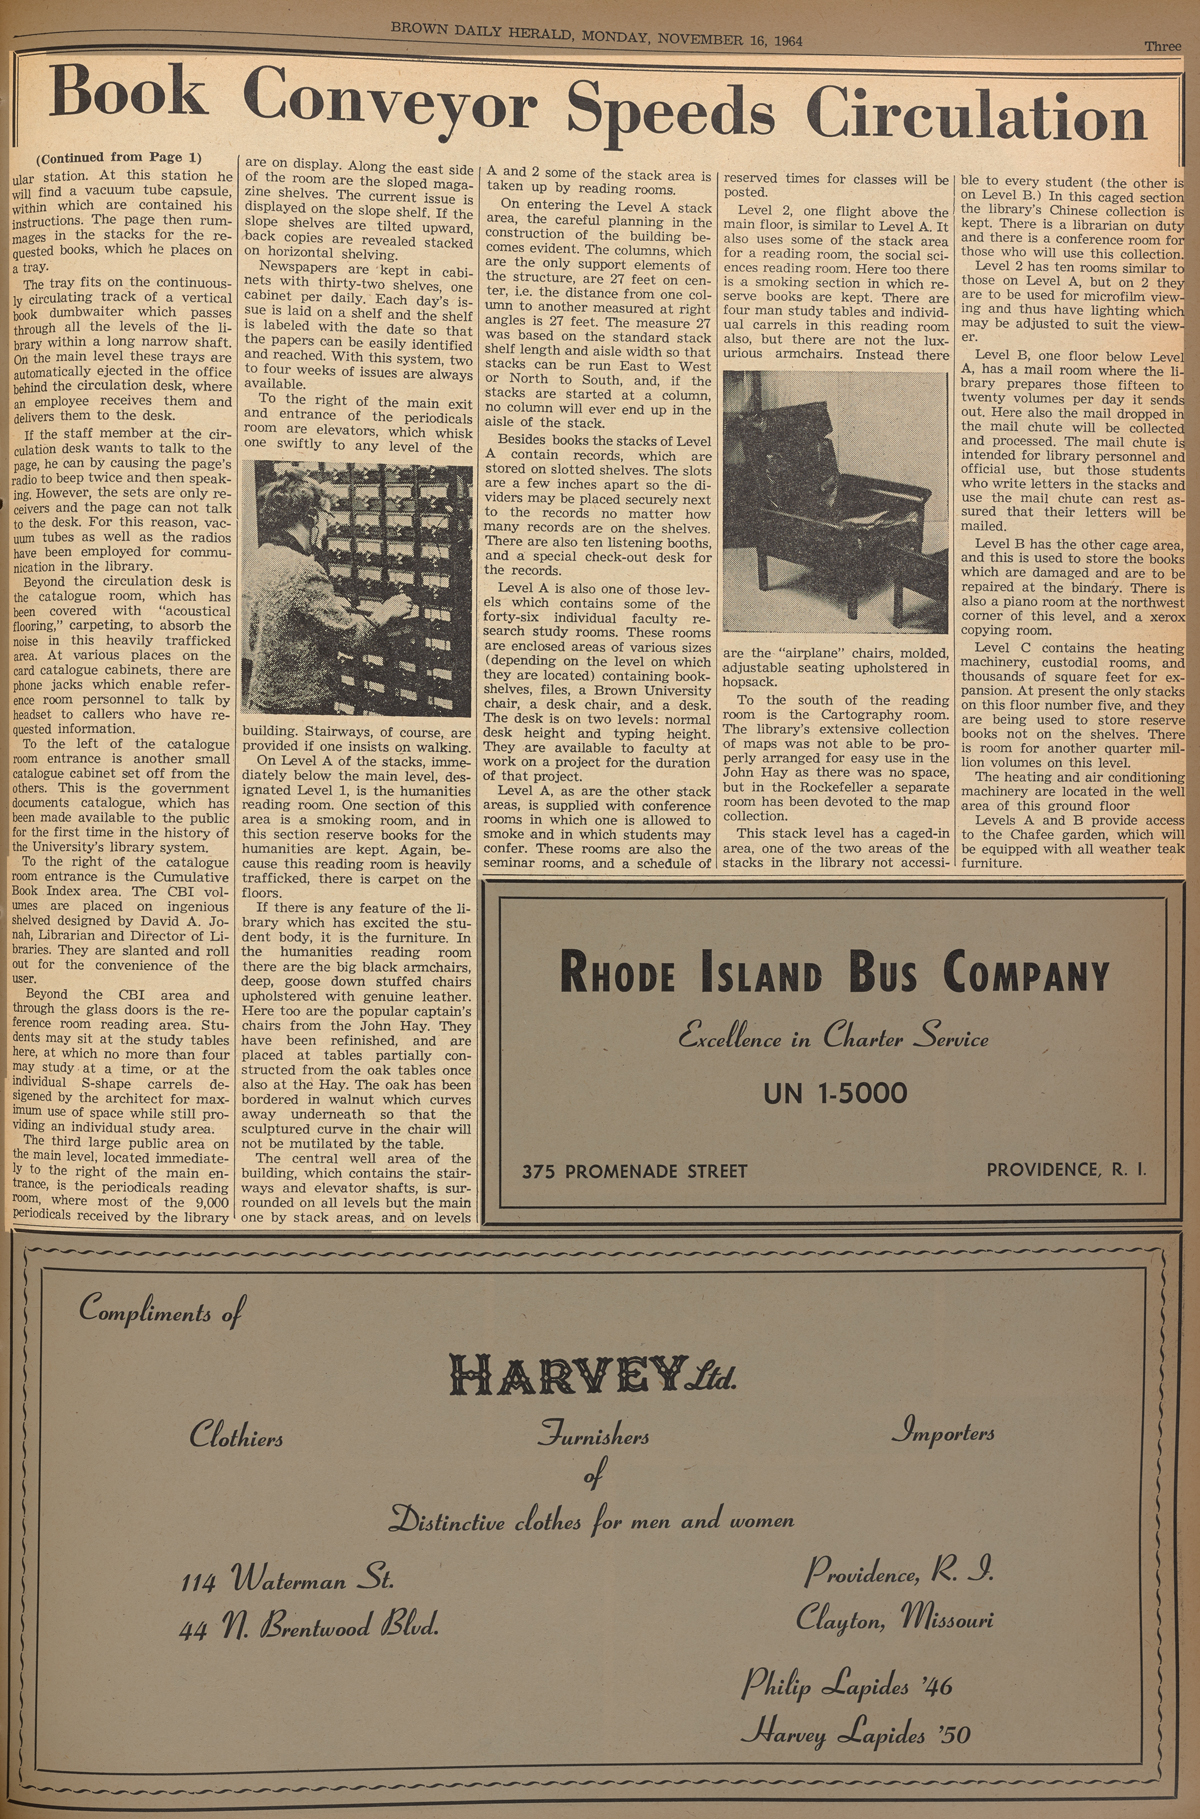 BROWN DAILY HERALD, MONDAY, NOVEMBER 16, 1964
Three
Book Conveyor Speeds Circulation
(Continued from Page 1)
ular station. At this station he
will find a vacuum tube capsule,
within which are contained his
instructions. The page then rum-
mages in the stacks for the re-
quested books, which he places on
a tray.
The tray fits on the continuous-
ly circulating track of a vertical
book dumbwaiter which passes
through all the levels of the li-
brary within a long narrow shaft.
On the main level these trays are
automatically ejected in the office
behind the circulation desk, where
an employee receives them and
delivers them to the desk.
If the staff member at the cir-
culation desk wants to talk to the
page, he can by causing the page's
radio to beep twice and then speak-
ing. However, the sets are only re-
ceivers and the page can not talk
to the desk. For this reason, vac-
uum tubes as well as the radios
have been employed for commu-
nication in the library.
Beyond the circulation desk is
the catalogue room, which has
been covered with "acoustical
flooring," carpeting, to absorb the
noise in this heavily trafficked
area. At various places on the
card catalogue cabinets, there are
phone jacks which enable refer-
ence room personnel to talk by
headset to callers who have re-
quested information.
To the left of the catalogue
room entrance is another small
catalogue cabinet set off from the
others. This is the government
documents catalogue, which has
been made available to the public
for the first time in the history of
the University's library system.
To the right of the catalogue
room entrance is the Cumulative
Book Index area. The CBI vol-
umes are placed on ingenious
shelved designed by David A. Jo-
nah, Librarian and Director of Li-
braries. They are slanted and roll
out for the convenience of the
user.
Beyond the CBI area and
through the glass doors is the re-
ference room reading area. Stu-
dents may sit at the study tables
here, at which no more than four
may study at a time, or at the
individual S-shape carrels de-
sigened by the architect for max-
imum use of space while still pro-
viding an individual study area.
The third large public area on
the main level, located immediate-
ly to the right of the main en-
trance, is the periodicals reading
room, where most of the 9,000
periodicals received by the library
are on display. Along the east side
of the room are the sloped maga-
zine shelves. The current issue is
displayed on the slope shelf. If the
slope shelves are tilted upward,
back copies are revealed stacked
on horizontal shelving.
Newspapers are kept in cabi-
nets with thirty-two shelves, one
cabinet per daily. Each day's is-
sue is laid on a shelf and the shelf
is labeled with the date so that
the papers can be easily identified
and reached. With this system, two
to four weeks of issues are always
available.
To the right of the main exit
and entrance of the periodicals
room are elevators, which whisk
one swiftly to any level of the
building. Stairways, of course, are
provided if one insists on walking.
On Level A of the stacks, imme-
diately below the main level, des-
ignated Level 1, is the humanities
reading room. One section of this
area is a smoking room, and in
this section reserve books for the
humanities are kept. Again, be-
cause this reading room is heavily
trafficked, there is carpet on the
floors.
If there is any feature of the li-
brary which has excited the stu-
dent body, it is the furniture. In
the humanities reading room
there are the big black armchairs,
deep, goose down stuffed chairs
upholstered with genuine leather.
Here too are the popular captain's
chairs from the John Hay. They
have been refinished, and are
placed at tables partially con-
structed from the oak tables once
also at the Hay. The oak has been
bordered in walnut which curves
away underneath so that the
sculptured curve in the chair will
not be mutilated by the table.
The central well area of the
building, which contains the stair-
ways and elevator shafts, is sur-
rounded on all levels but the main
one by stack areas, and on levels
A and 2 some of the stack area is
taken up by reading rooms.
On entering the Level A stack
area, the careful planning in the
construction of the building be-
comes evident. The columns, which
are the only support elements of
the structure, are 27 feet on cen-
ter, i.e. the distance from one col-
umn to another measured at right
angles is 27 feet. The measure 27
was based on the standard stack
shelf length and aisle width so that
stacks can be run East to West
or North to South, and, if the
stacks are started at a column,
no column will ever end up in the
aisle of the stack.
Besides books the stacks of Level
A contain records, which are
stored on slotted shelves. The slots
are a few inches apart so the di-
viders may be placed securely next
to the records no matter how
many records are on the shelves.
There are also ten listening booths,
and a special check-out desk for
the records.
Level A is also one of those lev-
els which contains some of the
forty-six individual faculty re-
search study rooms. These rooms
are enclosed areas of various sizes
(depending on the level on which
they are located) containing book-
shelves, files, a Brown University
chair, a desk chair, and a desk.
The desk is on two levels: normal
desk height and typing height.
They are available to faculty at
work on a project for the duration
of that project.
Level A, as are the other stack
areas, is supplied with conference
rooms in which one is allowed to
smoke and in which students may
confer. These rooms are also the
seminar rooms, and a schedule of
reserved times for classes will be
posted.
Level 2, one flight above the
main floor, is similar to Level A. It
also uses some of the stack area
for a reading room, the social sci-
ences reading room. Here too there
is a smoking section in which re-
serve books are kept. There are
four man study tables and individ-
ual carrels in this reading room
also, but there are not the lux-
urious armchairs. Instead there
are the "airplane" chairs, molded,
adjustable seating upholstered in
hopsack.
To the south of the reading
room is the Cartography room.
The library's extensive collection
of maps was not able to be pro-
perly arranged for easy use in the
John Hay as there was no space,
but in the Rockefeller a separate
room has been devoted to the map
collection.
This stack level has a caged-in
area, one of the two areas of the
stacks in the library not accessi-
ble to every student (the other is
on Level B.) In this caged section
the library's Chinese collection is
kept. There is a librarian on duty
and there is a conference room for
those who will use this collection.
Level 2 has ten rooms similar to
those on Level A, but on 2 they
are to be used for microfilm view-
ing and thus have lighting which
may be adjusted to suit the view-
er.
Level B, one floor below Level
A, has a mail room where the li-
brary prepares those fifteen to
twenty volumes per day it sends
out. Here also the mail dropped in
the mail chute will be collected
and processed. The mail chute is
intended for library personnel and
official use, but those students
who write letters in the stacks and
use the mail chute can rest as-
sured that their letters will be
mailed.
Level B has the other cage area,
and this is used to store the books
which are damaged and are to be
repaired at the bindary. There is
also a piano room at the northwest
corner of this level, and a xerox
copying room.
Level C contains the heating
machinery, custodial rooms, and
thousands of square feet for ex-
pansion. At present the only stacks
on this floor number five, and they
are being used to store reserve
books not on the shelves. There
is room for another quarter mil-
lion volumes on this level.
The heating and air conditioning
machinery are located in the well
area of this ground floor
Levels A and B provide access
to the Chafee garden, which will
be equipped with all weather teak
furniture.
RHODE ISLAND BUS COMPANY
Excellence in Charter Service
UN 1-5000
375 PROMENADE STREET
PROVIDENCE, R. I.
Compliments of
HARVEY Ltd.
Clothiers
Furnishers
Importers
of
Distinctive clothes for men and women
114 Waterman St.
Providence, R. I.
44 N. Brentwood Blvd.
Clayton, Missouri
Philip Lapides '46
Harvey Lapides '50